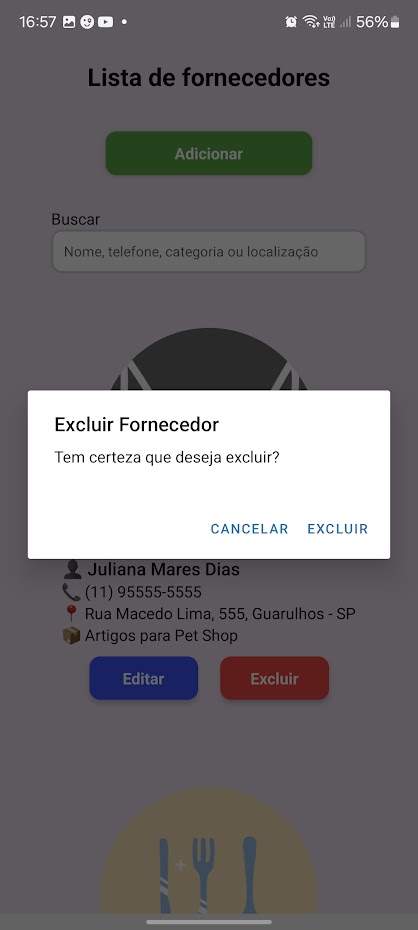 16:57
Vo)) LTE
56%
Lista de fornecedores
Adicionar
Buscar
Nome, telefone, categoria ou localização
Excluir Fornecedor
Tem certeza que deseja excluir?
CANCELAR EXCLUIR
Juliana Mares Dias
(11) 95555-5555
Rua Macedo Lima, 555, Guarulhos - SP
Artigos para Pet Shop
Editar Excluir